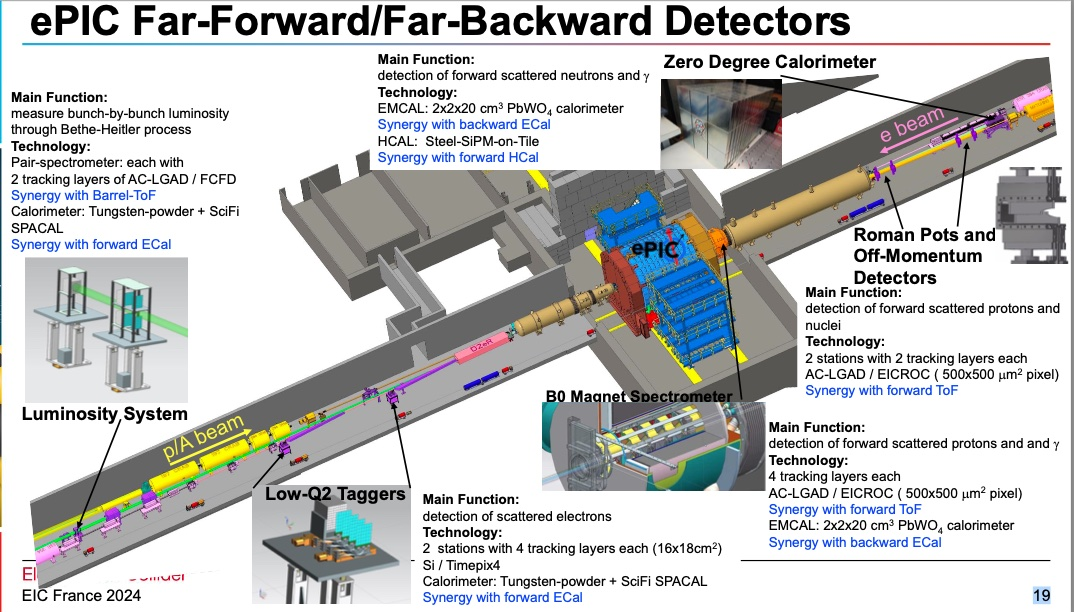 ePIC Far-Forward/Far-Backward Detectors
Main Function:
measure bunch-by-bunch luminosity
through Bethe-Heitler process
Technology:
Pair-spectrometer: each with
2 tracking layers of AC-LGAD / FCFD
Synergy with Barrel-ToF
Calorimeter: Tungsten-powder + SciFi
SPACAL
Synergy with forward ECal
Luminosity System
Main Function:
detection of forward scattered neutrons and γ
Technology:
EMCAL: 2x2x20 cm³ PbWO₄ calorimeter
Synergy with backward ECal
HCAL: Steel-SiPM-on-Tile
Synergy with forward HCal
Zero Degree Calorimeter
e beam
ePIC
D2eR
p/A beam
Roman Pots and
Off-Momentum
Detectors
Main Function:
detection of forward scattered protons and
nuclei
Technology:
2 stations with 2 tracking layers each
AC-LGAD / EICROC ( 500x500 μm² pixel)
Synergy with forward ToF
B0 Magnet Spectrometer
Main Function:
detection of forward scattered protons and and γ
Technology:
4 tracking layers each
AC-LGAD / EICROC ( 500x500 μm² pixel)
Synergy with forward ToF
EMCAL: 2x2x20 cm³ PbWO₄ calorimeter
Synergy with backward ECal
Low-Q2 Taggers
Main Function:
detection of scattered electrons
Technology:
2 stations with 4 tracking layers each (16x18cm²)
Si / Timepix4
Calorimeter: Tungsten-powder + SciFi SPACAL
Synergy with forward ECal
EIC France 2024
19